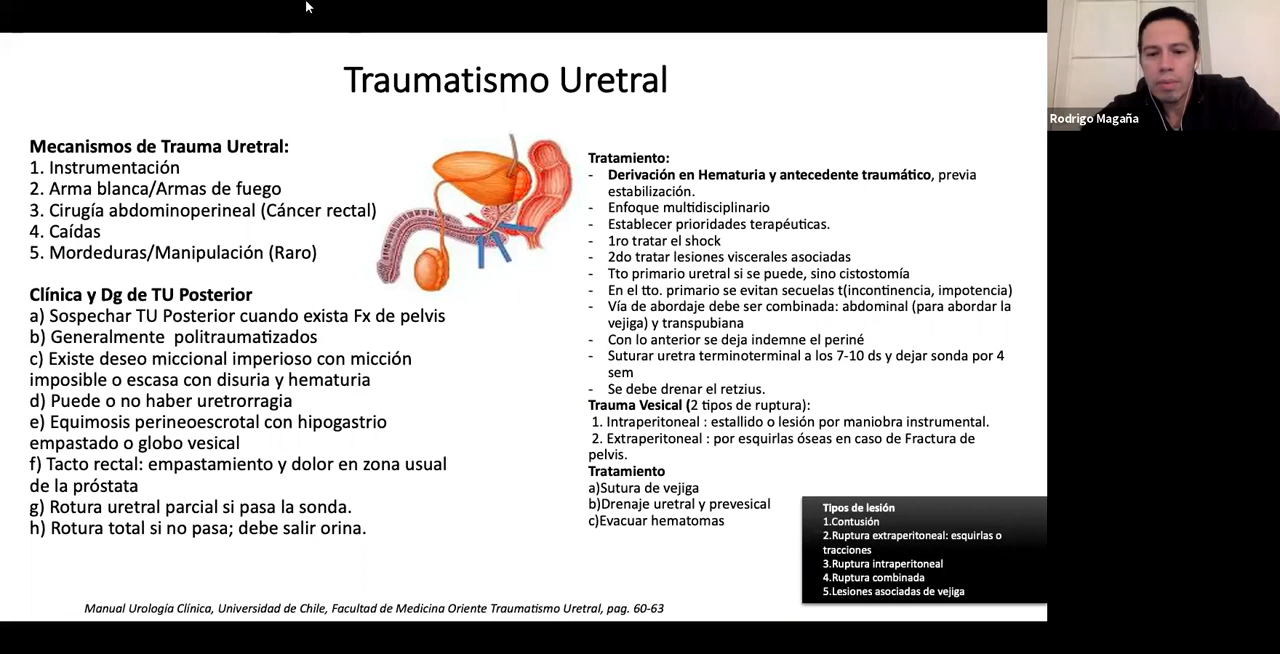 Traumatismo Uretral
Mecanismos de Trauma Uretral:
1. Instrumentación
2. Arma blanca/Armas de fuego
3. Cirugía abdominoperineal (Cáncer rectal)
4. Caídas
5. Mordeduras/Manipulación (Raro)
Clínica y Dg de TU Posterior
a) Sospechar TU Posterior cuando exista Fx de pelvis
b) Generalmente  politraumatizados
c) Existe deseo miccional imperioso con micción
imposible o escasa con disuria y hematuria
d) Puede o no haber uretrorragia
e) Equimosis perineoescrotal con hipogastrio
empastado o globo vesical
f) Tacto rectal: empastamiento y dolor en zona usual
de la próstata
g) Rotura uretral parcial si pasa la sonda.
h) Rotura total si no pasa; debe salir orina.
Tratamiento:
- Derivación en Hematuria y antecedente traumático, previa
estabilización.
- Enfoque multidisciplinario
- Establecer prioridades terapéuticas.
- 1ro tratar el shock
- 2do tratar lesiones viscerales asociadas
- Tto primario uretral si se puede, sino cistostomía
- En el tto. primario se evitan secuelas t(incontinencia, impotencia)
- Vía de abordaje debe ser combinada: abdominal (para abordar la
vejiga) y transpubiana
- Con lo anterior se deja indemne el periné
- Suturar uretra terminoterminal a los 7-10 ds y dejar sonda por 4
sem
- Se debe drenar el retzius.
Trauma Vesical (2 tipos de ruptura):
1. Intraperitoneal : estallido o lesión por maniobra instrumental.
2. Extraperitoneal : por esquirlas óseas en caso de Fractura de
pelvis.
Tratamiento
a)Sutura de vejiga
b)Drenaje uretral y prevesical
c)Evacuar hematomas
Tipos de lesión
1.Contusión
2.Ruptura extraperitoneal: esquirlas o
tracciones
3.Ruptura intraperitoneal
4.Ruptura combinada
5.Lesiones asociadas de vejiga
Manual Urología Clínica, Universidad de Chile, Facultad de Medicina Oriente Traumatismo Uretral, pag. 60-63
Rodrigo Magaña